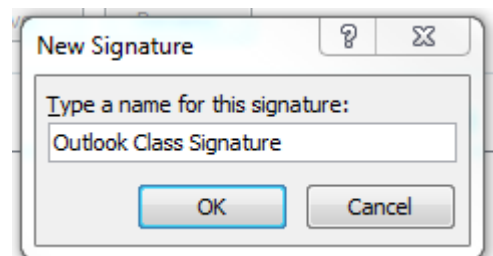 New Signature
Type a name for this signature:
Outlook Class Signature
OK
Cancel